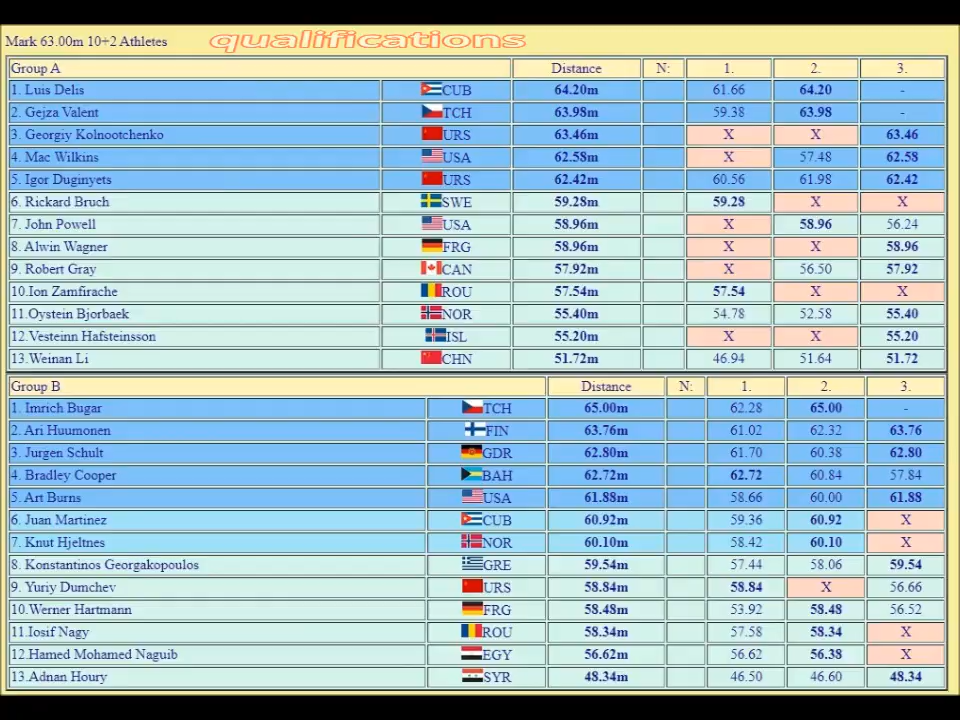 Mark 63.00m 10+2 Athletes qualifications
Group A Distance N: 1. 2. 3.
1. Luis Delis CUB 64.20m 61.66 64.20 -
2. Gejza Valent TCH 63.98m 59.38 63.98 -
3. Georgiy Kolnootchenko URS 63.46m X X 63.46
4. Mac Wilkins USA 62.58m X 57.48 62.58
5. Igor Duginyets URS 62.42m 60.56 61.98 62.42
6. Rickard Bruch SWE 59.28m 59.28 X X
7. John Powell USA 58.96m X 58.96 56.24
8. Alwin Wagner FRG 58.96m X X 58.96
9. Robert Gray CAN 57.92m X 56.50 57.92
10.Ion Zamfirache ROU 57.54m 57.54 X X
11.Oystein Bjorbaek NOR 55.40m 54.78 52.58 55.40
12.Vesteinn Hafsteinsson ISL 55.20m X X 55.20
13.Weinan Li CHN 51.72m 46.94 51.64 51.72
Group B Distance N: 1. 2. 3.
1. Imrich Bugar TCH 65.00m 62.28 65.00 -
2. Ari Huumonen FIN 63.76m 61.02 62.32 63.76
3. Jurgen Schult GDR 62.80m 61.70 60.38 62.80
4. Bradley Cooper BAH 62.72m 62.72 60.84 57.84
5. Art Burns USA 61.88m 58.66 60.00 61.88
6. Juan Martinez CUB 60.92m 59.36 60.92 X
7. Knut Hjeltnes NOR 60.10m 58.42 60.10 X
8. Konstantinos Georgakopoulos GRE 59.54m 57.44 58.06 59.54
9. Yuriy Dumchev URS 58.84m 58.84 X 56.66
10.Werner Hartmann FRG 58.48m 53.92 58.48 56.52
11.Iosif Nagy ROU 58.34m 57.58 58.34 X
12.Hamed Mohamed Naguib EGY 56.62m 56.62 56.38 X
13.Adnan Houry SYR 48.34m 46.50 46.60 48.34